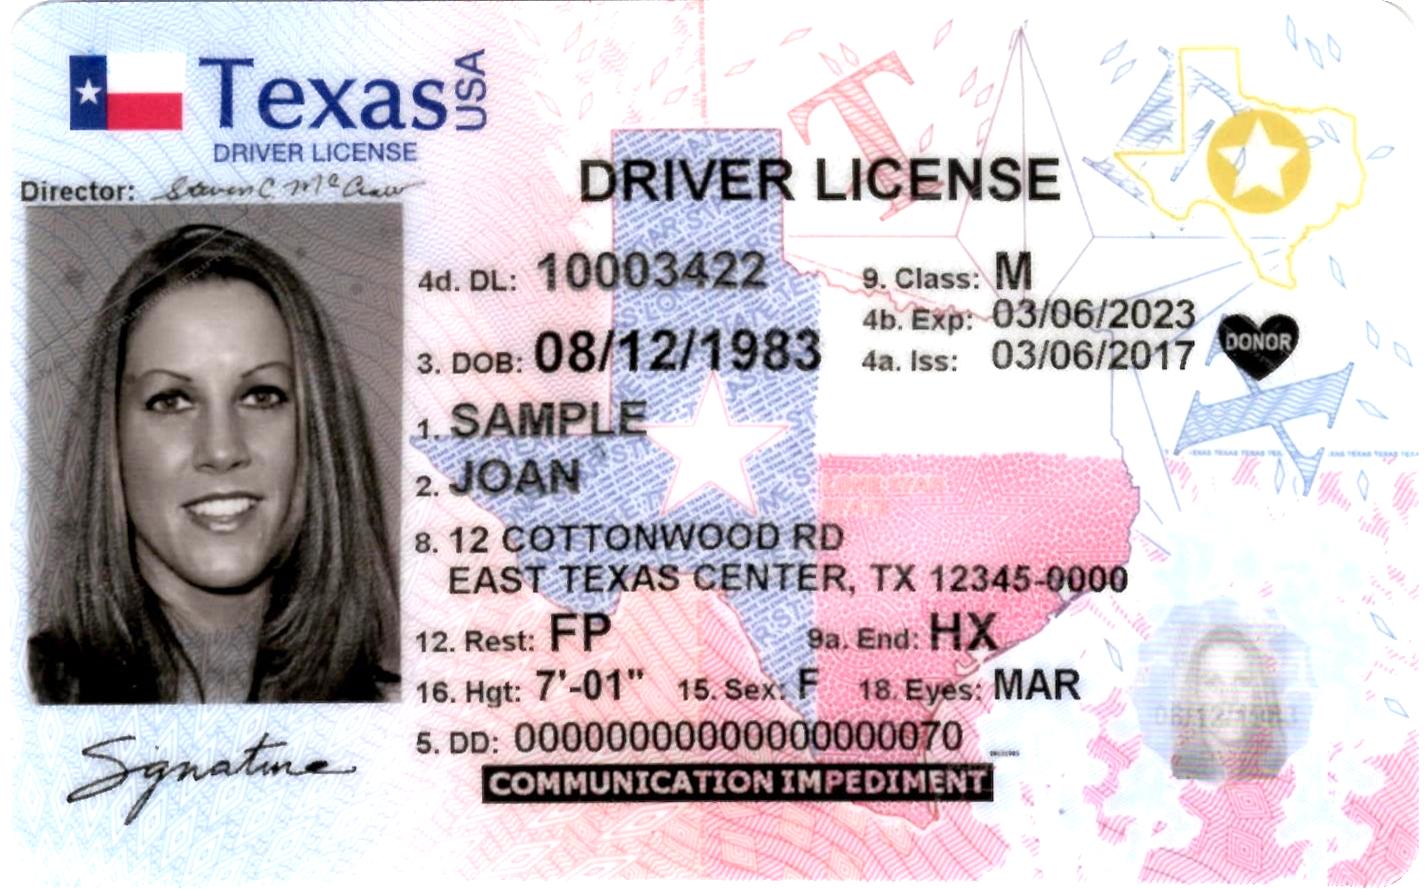 Texas USA
DRIVER LICENSE
Director: Steven C McCraw
DRIVER LICENSE
4d. DL: 10003422
9. Class: M
4b. Exp: 03/06/2023
3. DOB: 08/12/1983
4a. Iss: 03/06/2017
DONOR
1. SAMPLE
2. JOAN
8. 12 COTTONWOOD RD
EAST TEXAS CENTER, TX 12345-0000
12. Rest: FP
9a. End: HX
16. Hgt: 7'-01" 15. Sex: F 18. Eyes: MAR
5. DD: 00000000000000000070
COMMUNICATION IMPEDIMENT
Signature